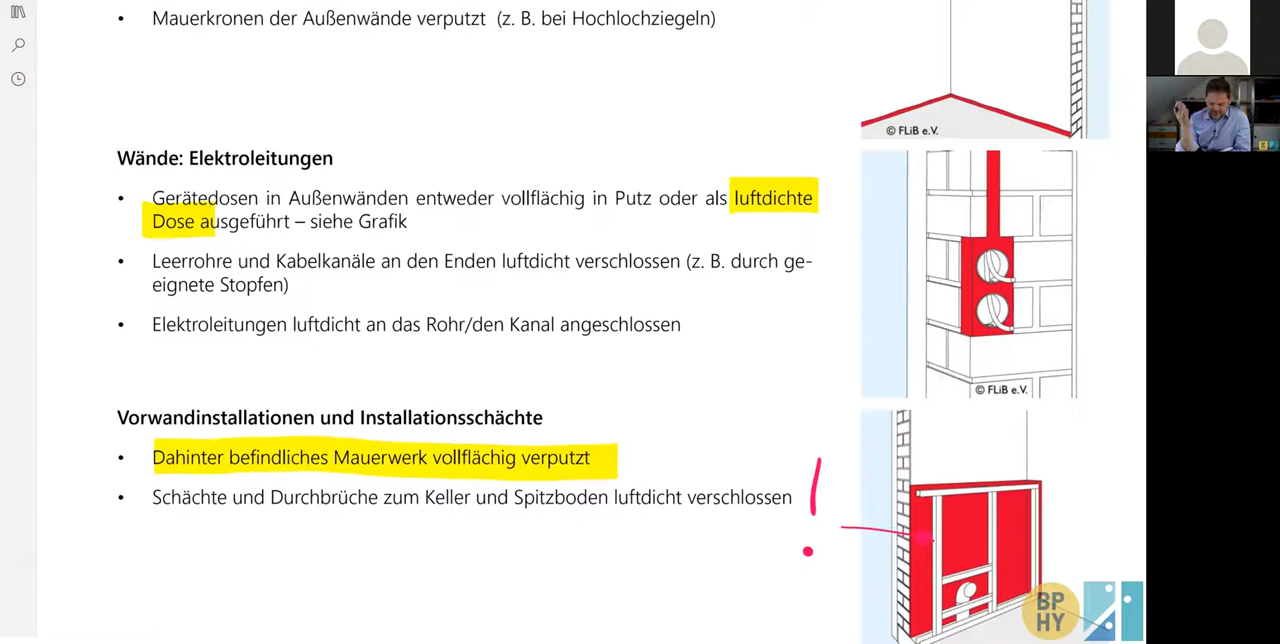 • Mauerkronen der Außenwände verputzt (z. B. bei Hochlochziegeln)
© FLiB e.V.
Wände: Elektroleitungen
• Gerätedosen in Außenwänden entweder vollflächig in Putz oder als luftdichte
Dose ausgeführt – siehe Grafik
• Leerrohre und Kabelkanäle an den Enden luftdicht verschlossen (z. B. durch ge-
eignete Stopfen)
• Elektroleitungen luftdicht an das Rohr/den Kanal angeschlossen
© FLiB e.V.
Vorwandinstallationen und Installationsschächte
• Dahinter befindliches Mauerwerk vollflächig verputzt
• Schächte und Durchbrüche zum Keller und Spitzboden luftdicht verschlossen
!
BP
HY